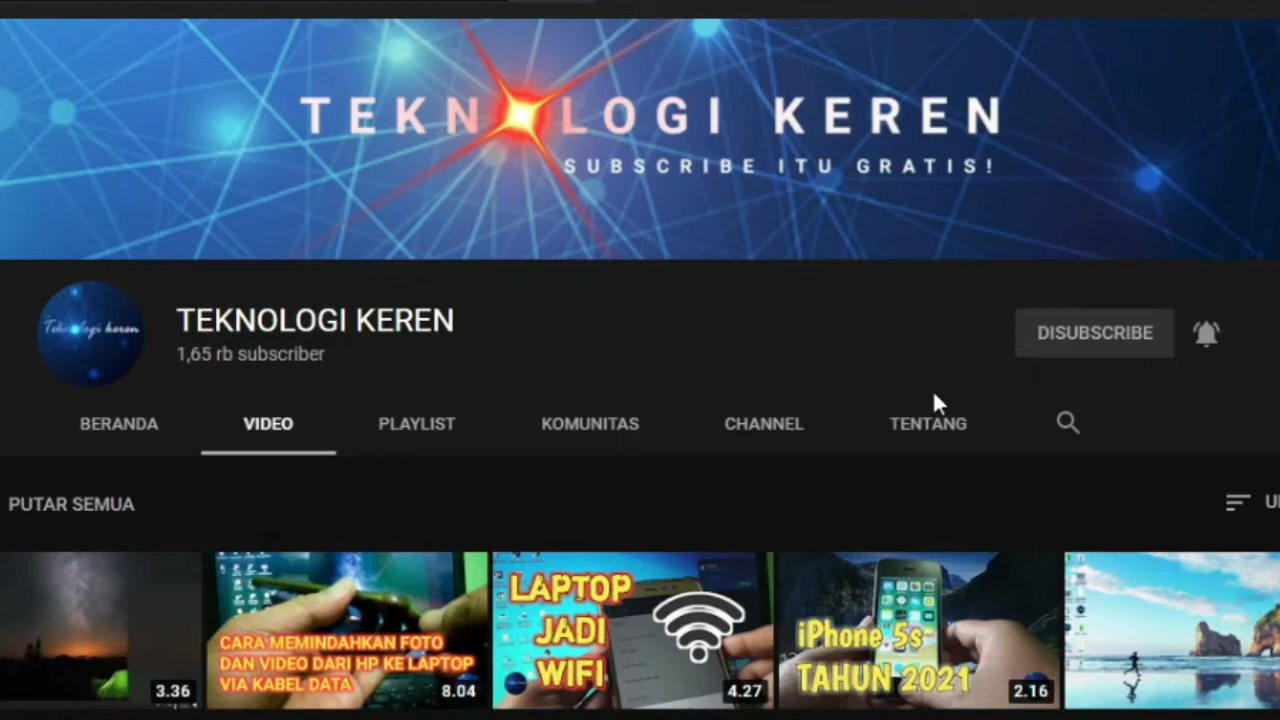 TEKNOLOGI KEREN
SUBSCRIBE ITU GRATIS!
Teknologi keren
TEKNOLOGI KEREN
1,65 rb subscriber
DISUBSCRIBE
BERANDA
VIDEO
PLAYLIST
KOMUNITAS
CHANNEL
TENTANG
PUTAR SEMUA
3.36
CARA MEMINDAHKAN FOTO
DAN VIDEO DARI HP KE LAPTOP
VIA KABEL DATA
8.04
LAPTOP
JADI
WIFI
4.27
iPhone 5s
TAHUN 2021
2.16